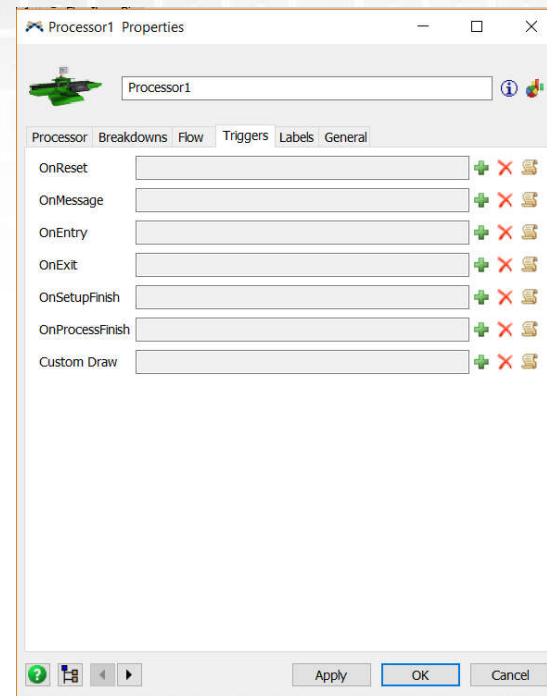 Processor1 Properties
Processor1
Processor Breakdowns Flow Triggers Labels General
OnReset
OnMessage
OnEntry
OnExit
OnSetupFinish
OnProcessFinish
Custom Draw
Apply OK Cancel